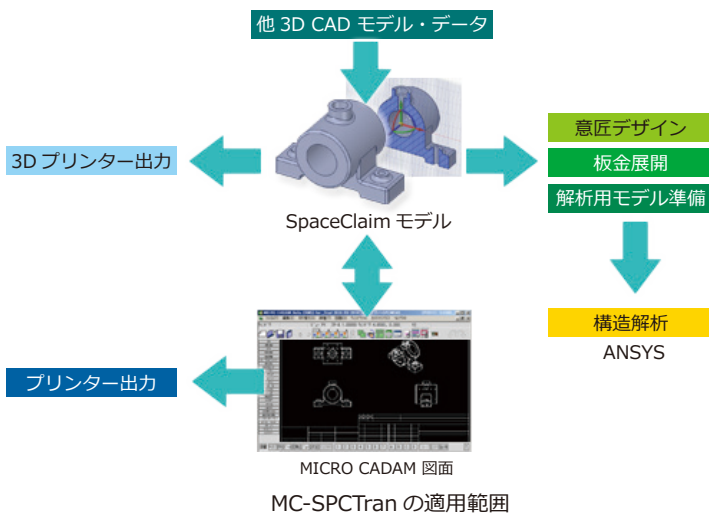 他 3D CAD モデル・データ
3D プリンター出力
意匠デザイン
板金展開
解析用モデル準備
SpaceClaim モデル
構造解析
ANSYS
プリンター出力
MICRO CADAM 図面
MC-SPCTran の適用範囲